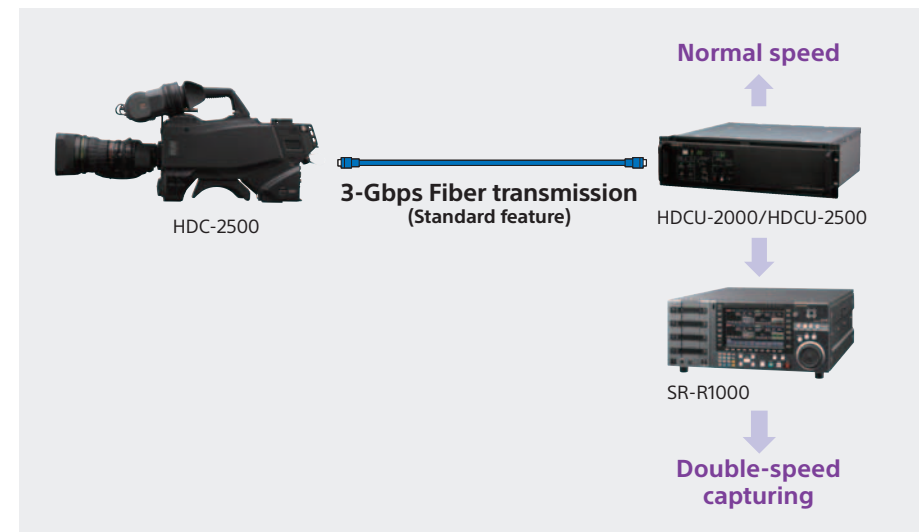 Normal speed
3-Gbps Fiber transmission
(Standard feature)
HDC-2500
HDCU-2000/HDCU-2500
SR-R1000
Double-speed
capturing